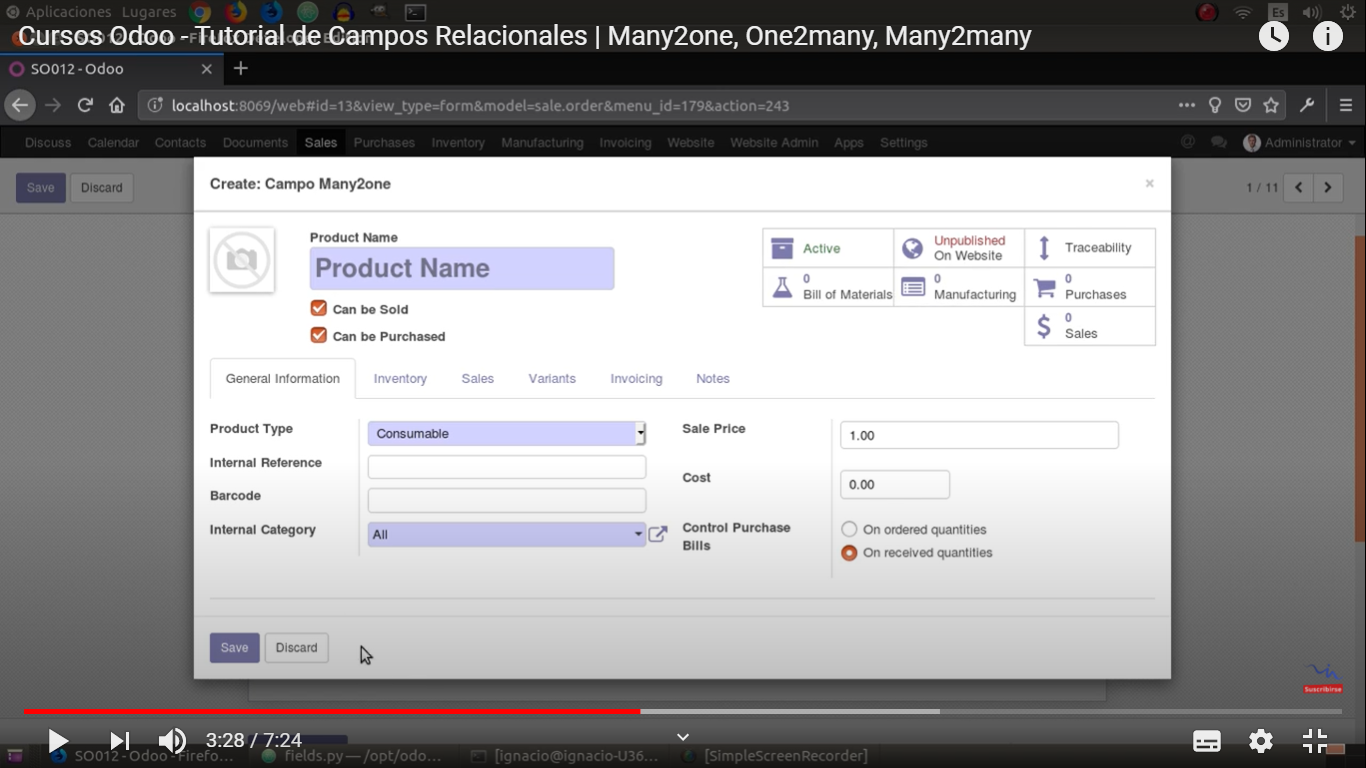 Aplicaciones Lugares Es
Cursos Odoo - Tutorial de Campos Relacionales | Many2one, One2many, Many2many
SO012 - Odoo
localhost:8069/web#id=13&view_type=form&model=sale.order&menu_id=179&action=243
Discuss Calendar Contacts Documents Sales Purchases Inventory Manufacturing Invoicing Website Website Admin Apps Settings @ Administrator
Save Discard 1 / 11
Create: Campo Many2one ×
Product Name
Product Name
Can be Sold
Can be Purchased
Active
Unpublished
On Website
Traceability
0
Bill of Materials
0
Manufacturing
0
Purchases
0
Sales
General Information Inventory Sales Variants Invoicing Notes
Product Type Consumable
Internal Reference
Barcode
Internal Category All
Sale Price 1.00
Cost 0.00
Control Purchase
Bills
On ordered quantities
On received quantities
Save Discard
Suscribirse
3:28 / 7:24
SO012 - Odoo - Firefo... fields.py — /opt/odo... [ignacio@ignacio-U36... [SimpleScreenRecorder]